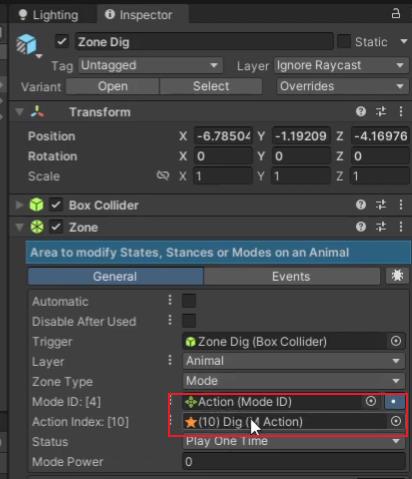 Lighting Inspector
Zone Dig Static
Tag Untagged Layer Ignore Raycast
Variant Open Select Overrides
Transform
Position X -6.78504 Y -1.19209 Z -4.16976
Rotation X 0 Y 0 Z 0
Scale X 1 Y 1 Z 1
Box Collider
Zone
Area to modify States, Stances or Modes on an Animal
General Events
Automatic
Disable After Used
Trigger Zone Dig (Box Collider)
Layer Animal
Zone Type Mode
Mode ID: [4] Action (Mode ID)
Action Index: [10] (10) Dig Action)
Status Play One Time
Mode Power 0